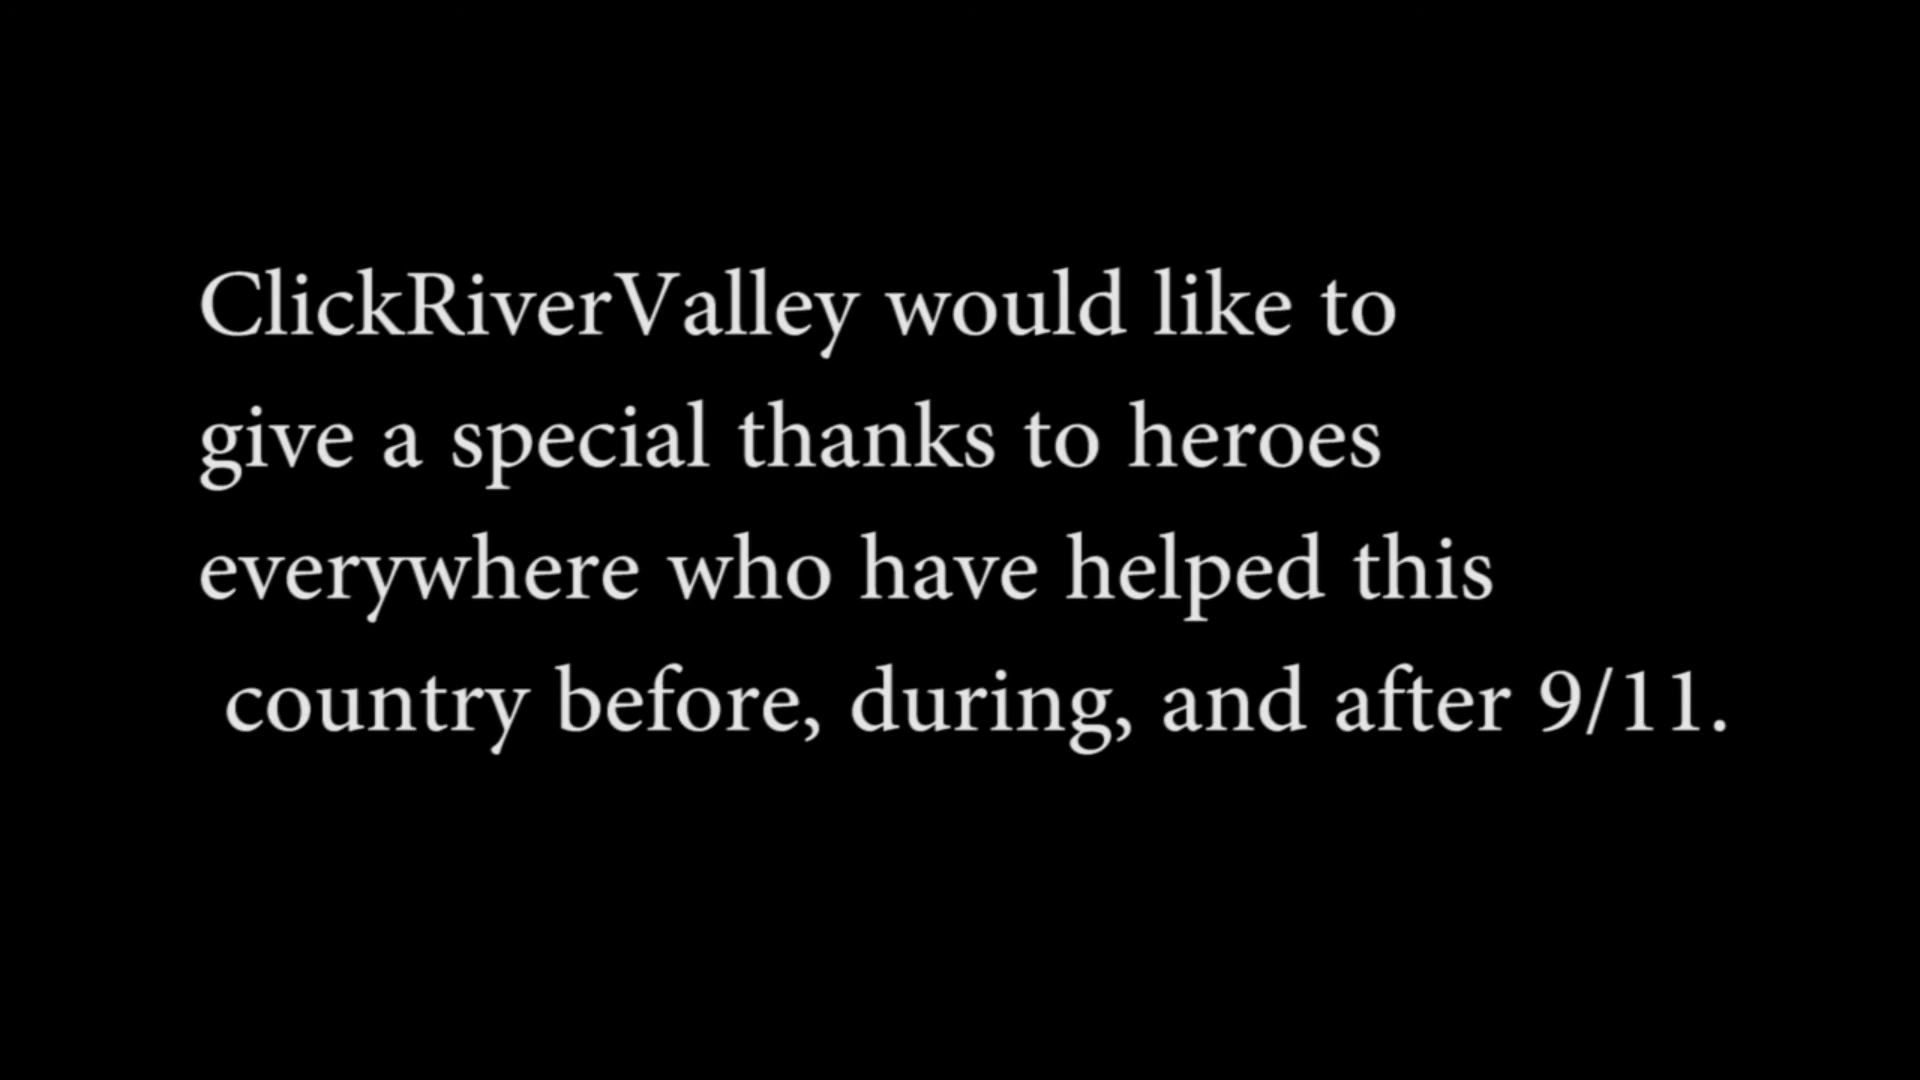 ClickRiverValley would like to
give a special thanks to heroes
everywhere who have helped this
country before, during, and after 9/11.